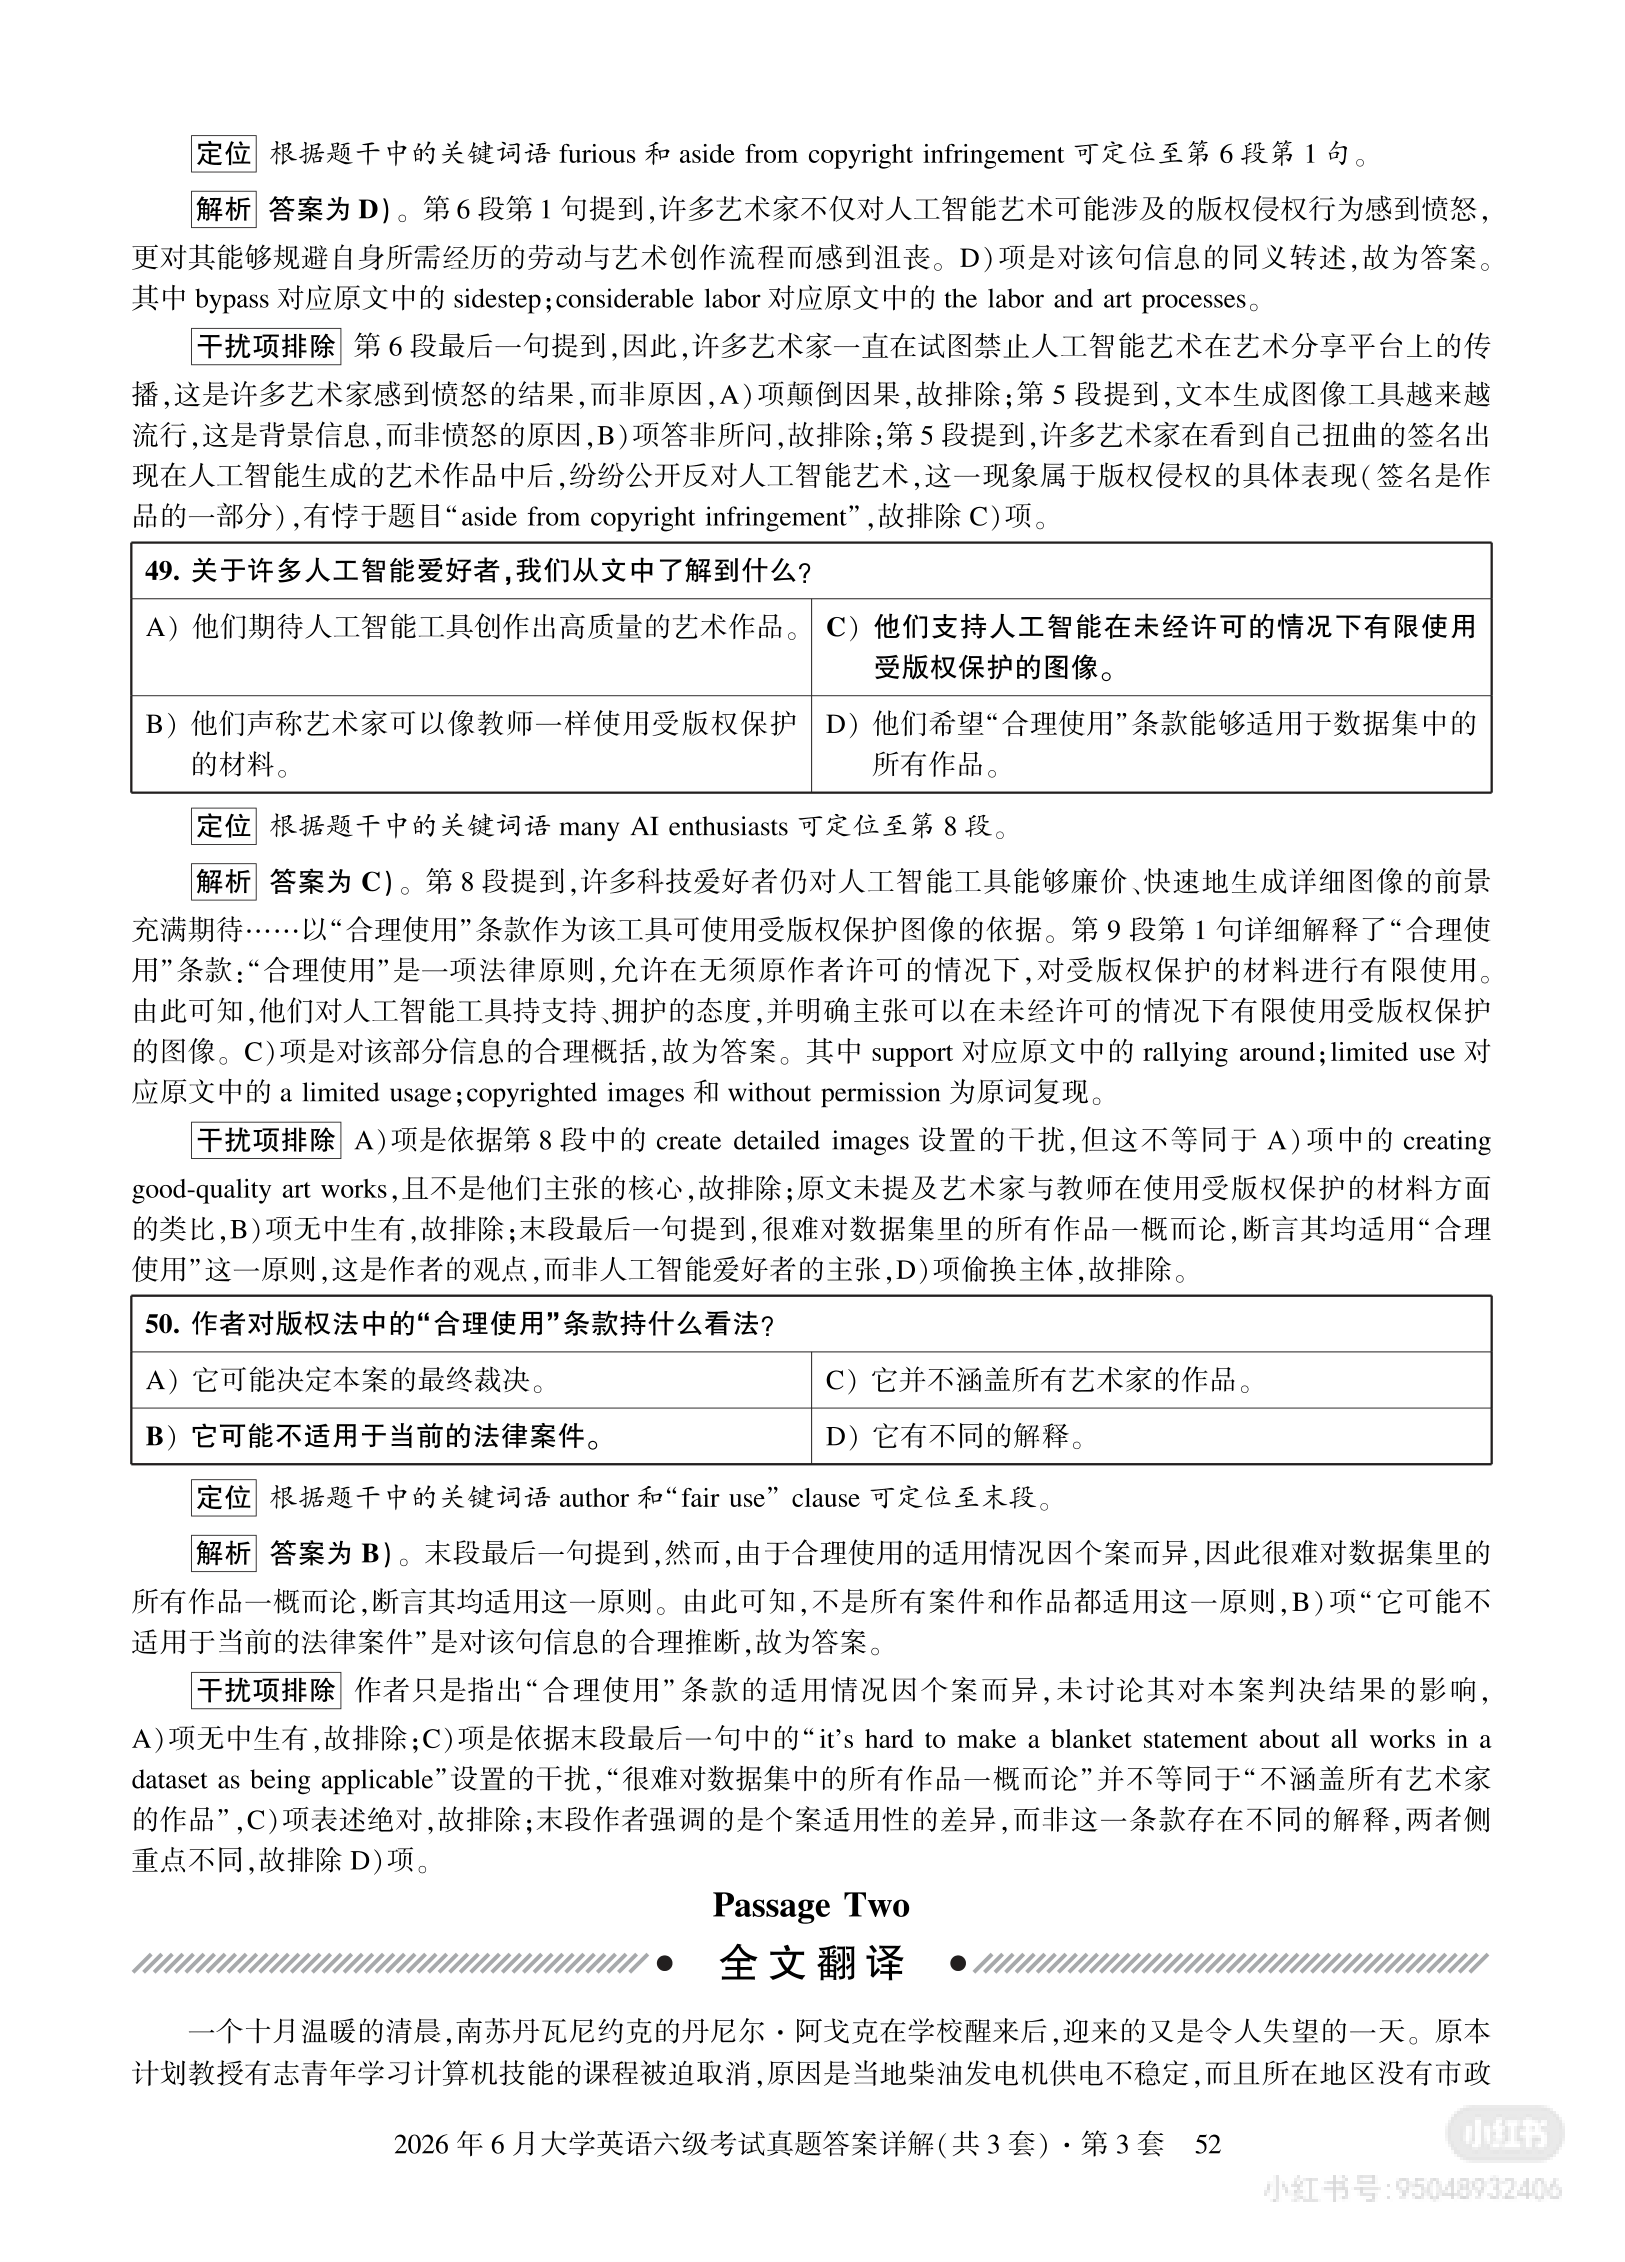 定位 根据题干中的关键词语 furious 和 aside from copyright infringement 可定位至第 6 段第 1 句。
解析 答案为 D)。第 6 段第 1 句提到,许多艺术家不仅对人工智能艺术可能涉及的版权侵权行为感到愤怒,
更对其能够规避自身所需经历的劳动与艺术创作流程而感到沮丧。D)项是对该句信息的同义转述,故为答案。
其中 bypass 对应原文中的 sidestep;considerable labor 对应原文中的 the labor and art processes。
干扰项排除 第 6 段最后一句提到,因此,许多艺术家一直在试图禁止人工智能艺术在艺术分享平台上的传
播,这是许多艺术家感到愤怒的结果,而非原因,A)项颠倒因果,故排除;第 5 段提到,文本生成图像工具越来越
流行,这是背景信息,而非愤怒的原因,B)项答非所问,故排除;第 5 段提到,许多艺术家在看到自己扭曲的签名出
现在人工智能生成的艺术作品中后,纷纷公开反对人工智能艺术,这一现象属于版权侵权的具体表现(签名是作
品的一部分),有悖于题目“aside from copyright infringement”,故排除 C)项。
49. 关于许多人工智能爱好者,我们从文中了解到什么?
A) 他们期待人工智能工具创作出高质量的艺术作品。
C) 他们支持人工智能在未经许可的情况下有限使用
受版权保护的图像。
B) 他们声称艺术家可以像教师一样使用受版权保护
的材料。
D) 他们希望“合理使用”条款能够适用于数据集中的
所有作品。
定位 根据题干中的关键词语 many AI enthusiasts 可定位至第 8 段。
解析 答案为 C)。第 8 段提到,许多科技爱好者仍对人工智能工具能够廉价、快速地生成详细图像的前景
充满期待……以“合理使用”条款作为该工具可使用受版权保护图像的依据。第 9 段第 1 句详细解释了“合理使
用”条款:“合理使用”是一项法律原则,允许在无须原作者许可的情况下,对受版权保护的材料进行有限使用。
由此可知,他们对人工智能工具持支持、拥护的态度,并明确主张可以在未经许可的情况下有限使用受版权保护
的图像。C)项是对该部分信息的合理概括,故为答案。其中 support 对应原文中的 rallying around;limited use 对
应原文中的 a limited usage;copyrighted images 和 without permission 为原词复现。
干扰项排除 A)项是依据第 8 段中的 create detailed images 设置的干扰,但这不等同于 A)项中的 creating
good-quality art works,且不是他们主张的核心,故排除;原文未提及艺术家与教师在使用受版权保护的材料方面
的类比,B)项无中生有,故排除;末段最后一句提到,很难对数据集里的所有作品一概而论,断言其均适用“合理
使用”这一原则,这是作者的观点,而非人工智能爱好者的主张,D)项偷换主体,故排除。
50. 作者对版权法中的“合理使用”条款持什么看法?
A) 它可能决定本案的最终裁决。
C) 它并不涵盖所有艺术家的作品。
B) 它可能不适用于当前的法律案件。
D) 它有不同的解释。
定位 根据题干中的关键词语 author 和“fair use” clause 可定位至末段。
解析 答案为 B)。末段最后一句提到,然而,由于合理使用的适用情况因个案而异,因此很难对数据集里的
所有作品一概而论,断言其均适用这一原则。由此可知,不是所有案件和作品都适用这一原则,B)项“它可能不
适用于当前的法律案件”是对该句信息的合理推断,故为答案。
干扰项排除 作者只是指出“合理使用”条款的适用情况因个案而异,未讨论其对本案判决结果的影响,
A)项无中生有,故排除;C)项是依据末段最后一句中的“it’s hard to make a blanket statement about all works in a
dataset as being applicable”设置的干扰,“很难对数据集中的所有作品一概而论”并不等同于“不涵盖所有艺术家
的作品”,C)项表述绝对,故排除;末段作者强调的是个案适用性的差异,而非这一条款存在不同的解释,两者侧
重点不同,故排除 D)项。
Passage Two
全文翻译
一个十月温暖的清晨,南苏丹瓦尼约克的丹尼尔·阿戈克在学校醒来后,迎来的又是令人失望的一天。原本
计划教授有志青年学习计算机技能的课程被迫取消,原因是当地柴油发电机供电不稳定,而且所在地区没有市政
2026 年 6 月大学英语六级考试真题答案详解(共 3 套)·第 3 套 52
小红书
小红书号:95048932406